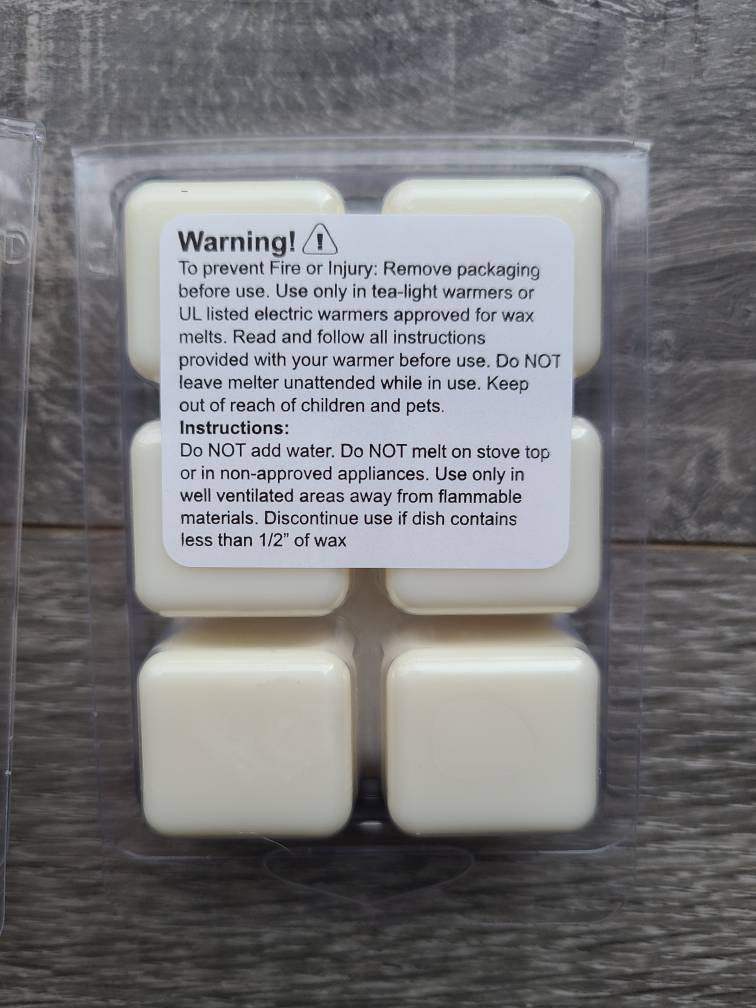 Warning!
To prevent Fire or Injury: Remove packaging
before use. Use only in tea-light warmers or
UL listed electric warmers approved for wax
melts. Read and follow all instructions
provided with your warmer before use. Do NOT
leave melter unattended while in use. Keep
out of reach of children and pets.
Instructions:
Do NOT add water. Do NOT melt on stove top
or in non-approved appliances. Use only in
well ventilated areas away from flammable
materials. Discontinue use if dish contains
less than 1/2” of wax